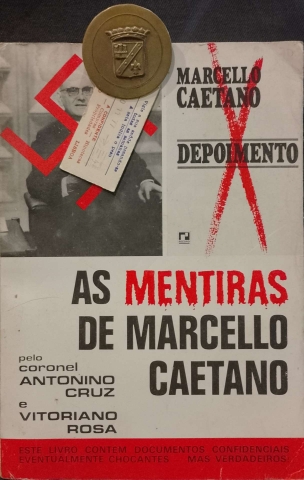 MARCELLO
CAETANO
DEPOIMENTO
AS MENTIRAS
DE MARCELLO
CAETANO
pelo
coronel
ANTONINO
CRUZ
e
VITORIANO
ROSA
ESTE LIVRO CONTEM DOCUMENTOS CONFIDENCIAIS
EVENTUALMENTE CHOCANTES... MAS VERDADEIROS!